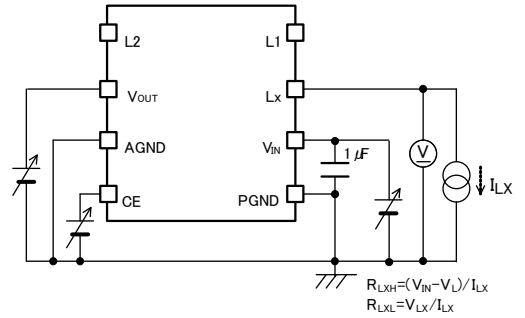 L2
L1
VOUT
LX
AGND
VIN
1 μF
V
ILX
CE
PGND
RLXH=(VIN-VL)/ILX
RLXL=VLX/ILX